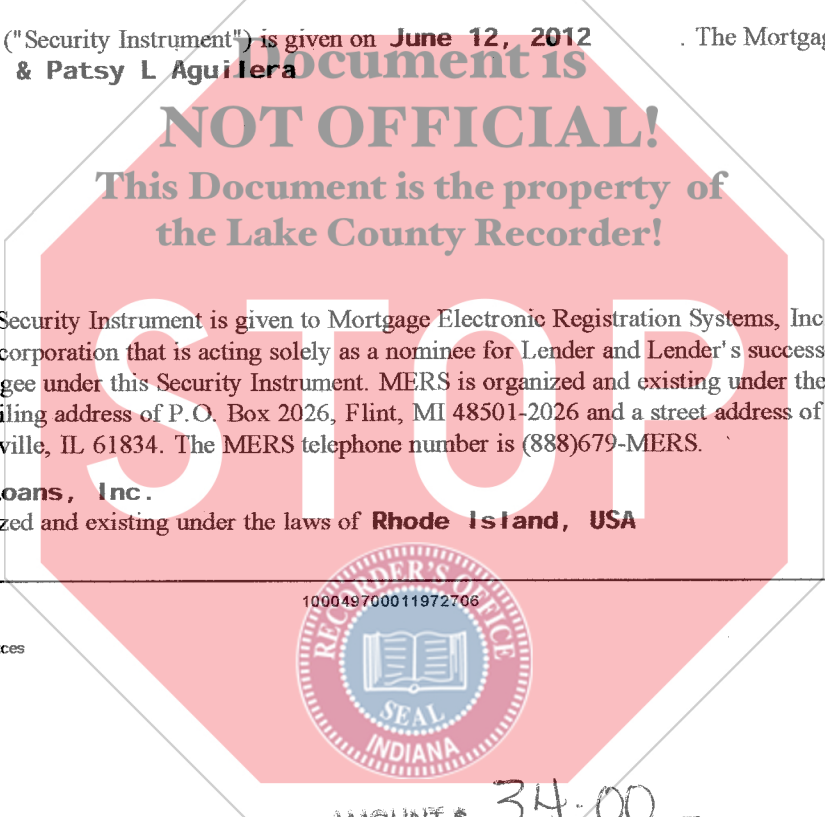 ("Security Instrument") is given on June 12, 2012 . The Mortga
& Patsy L Aguilera
Document is
NOT OFFICIAL!
This Document is the property of
the Lake County Recorder!
Security Instrument is given to Mortgage Electronic Registration Systems, Inc
corporation that is acting solely as a nominee for Lender and Lender's success
gee under this Security Instrument. MERS is organized and existing under the
iling address of P.O. Box 2026, Flint, MI 48501-2026 and a street address of
ville, IL 61834. The MERS telephone number is (888)679-MERS.
STOP
oans, Inc.
zed and existing under the laws of Rhode Island, USA
100049700011972706
RECORDER'S OFFICE
SEAL
INDIANA
ces
AMOUNT $ 34.00